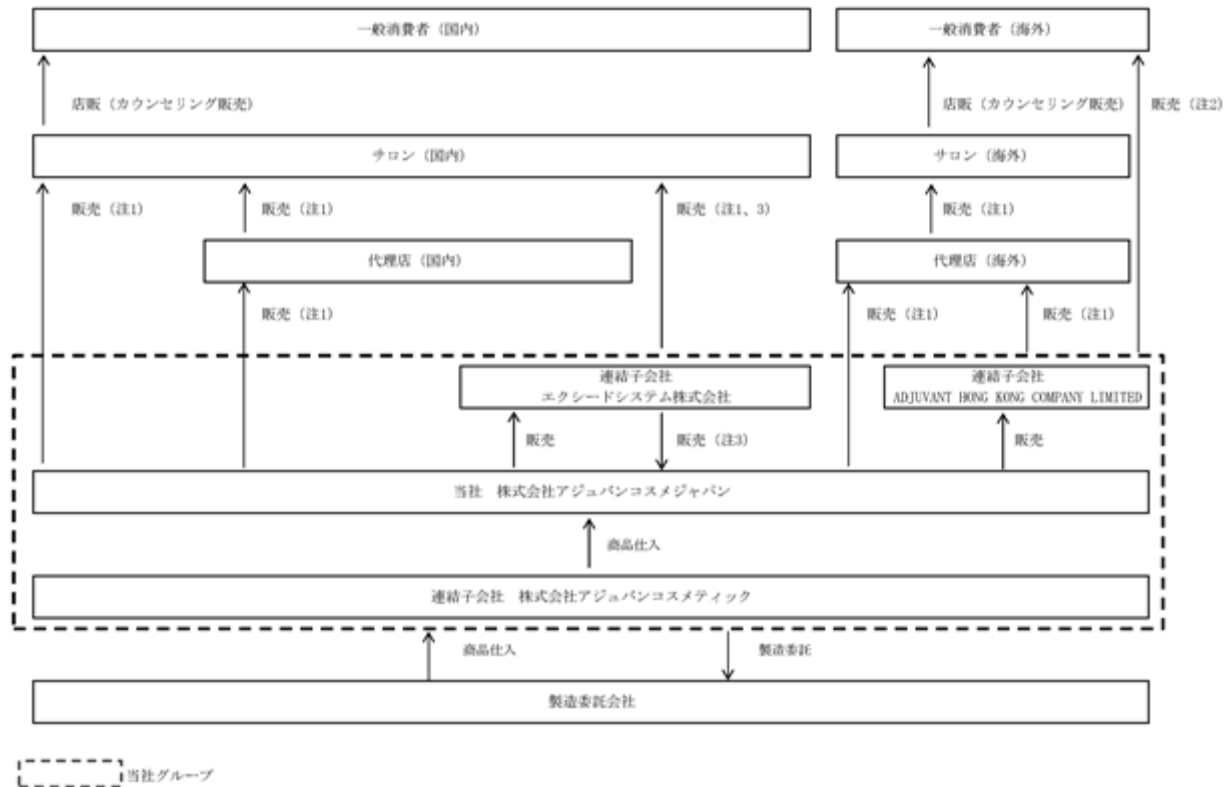 一般消費者（国内）
一般消費者（海外）
店販（カウンセリング販売）
店販（カウンセリング販売）
販売（注2）
サロン（国内）
サロン（海外）
販売（注1）
販売（注1）
販売（注1、3）
販売（注1）
代理店（国内）
代理店（海外）
販売（注1）
販売（注1）
販売（注1）
連結子会社
エクシードシステム株式会社
連結子会社
ADJUVANT HONG KONG COMPANY LIMITED
販売
販売（注3）
販売
当社　株式会社アジュバンコスメジャパン
商品仕入
連結子会社　株式会社アジュバンコスメティック
商品仕入
製造委託
製造委託会社
当社グループ